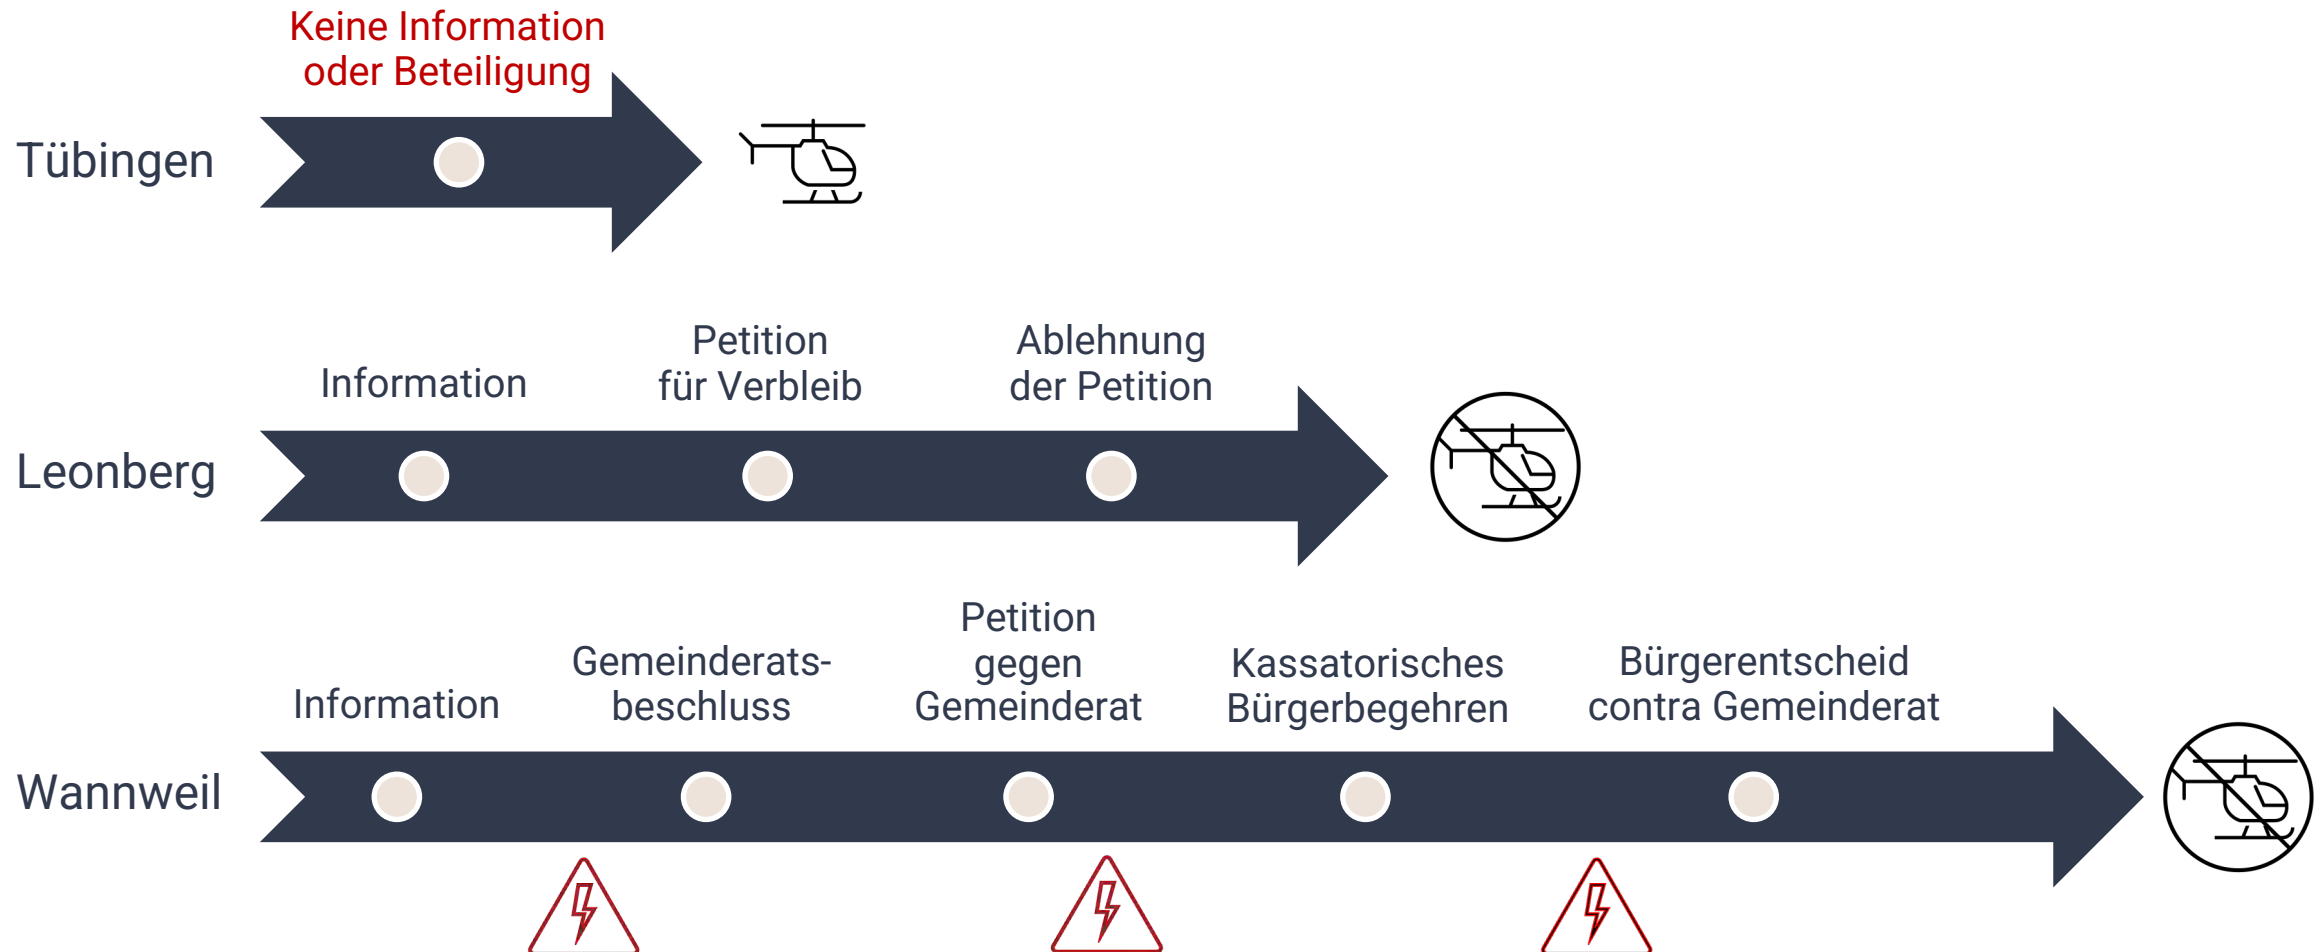 Keine Information
oder Beteiligung
Tübingen
Information
Petition
für Verbleib
Ablehnung
der Petition
Leonberg
Information
Gemeinderats-
beschluss
Petition
gegen
Gemeinderat
Kassatorisches
Bürgerbegehren
Bürgerentscheid
contra Gemeinderat
Wannweil